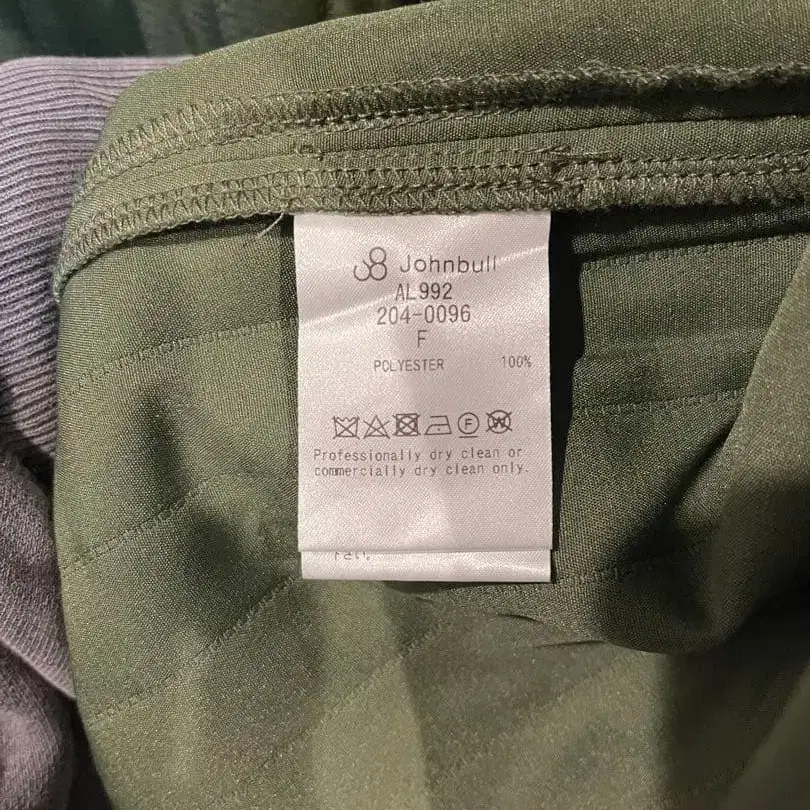 Johnbull
AL992
204-0096
F
POLYESTER 100%
Professionally dry clean or
commercially dry clean only.